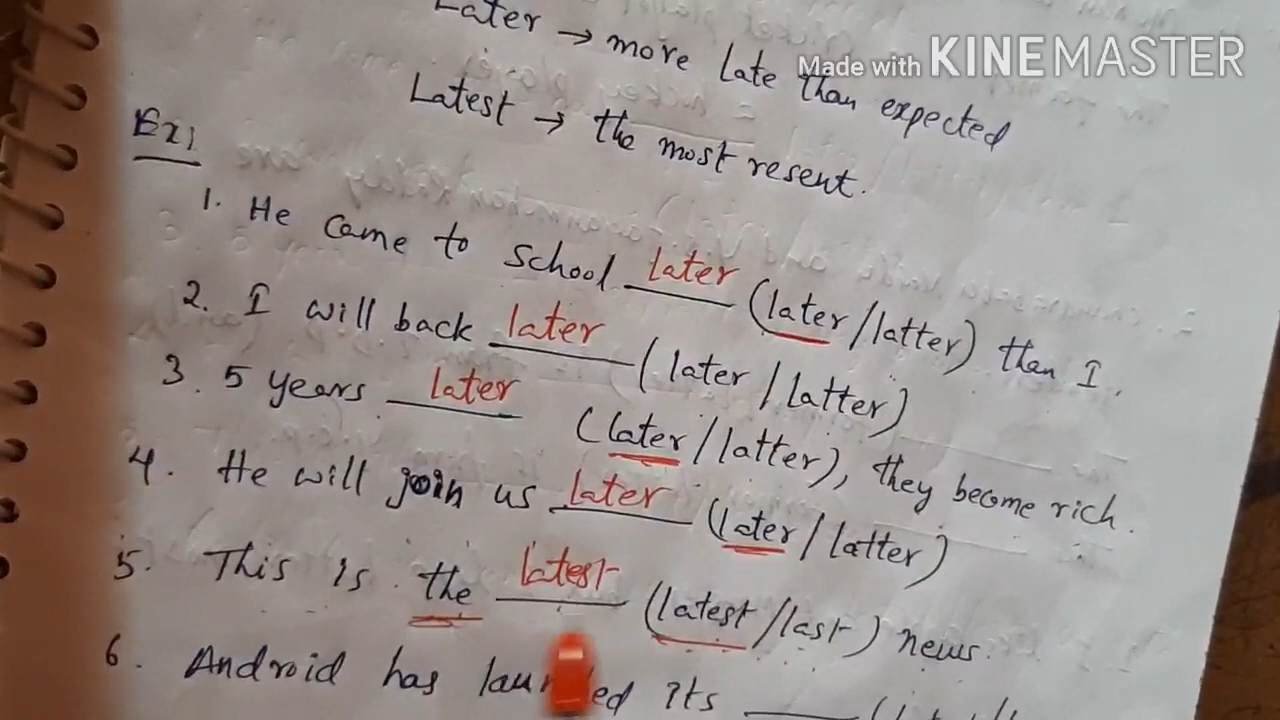 Later → more late than expected
Made with KINEMASTER
Latest → the most resent.
Ex:
1. He came to school later (later/latter) than I.
2. I will back later (later/latter)
3. 5 years later (later/latter), they become rich.
4. He will join us later (later/latter)
5. This is the latest (latest/last) news.
6. Android has its